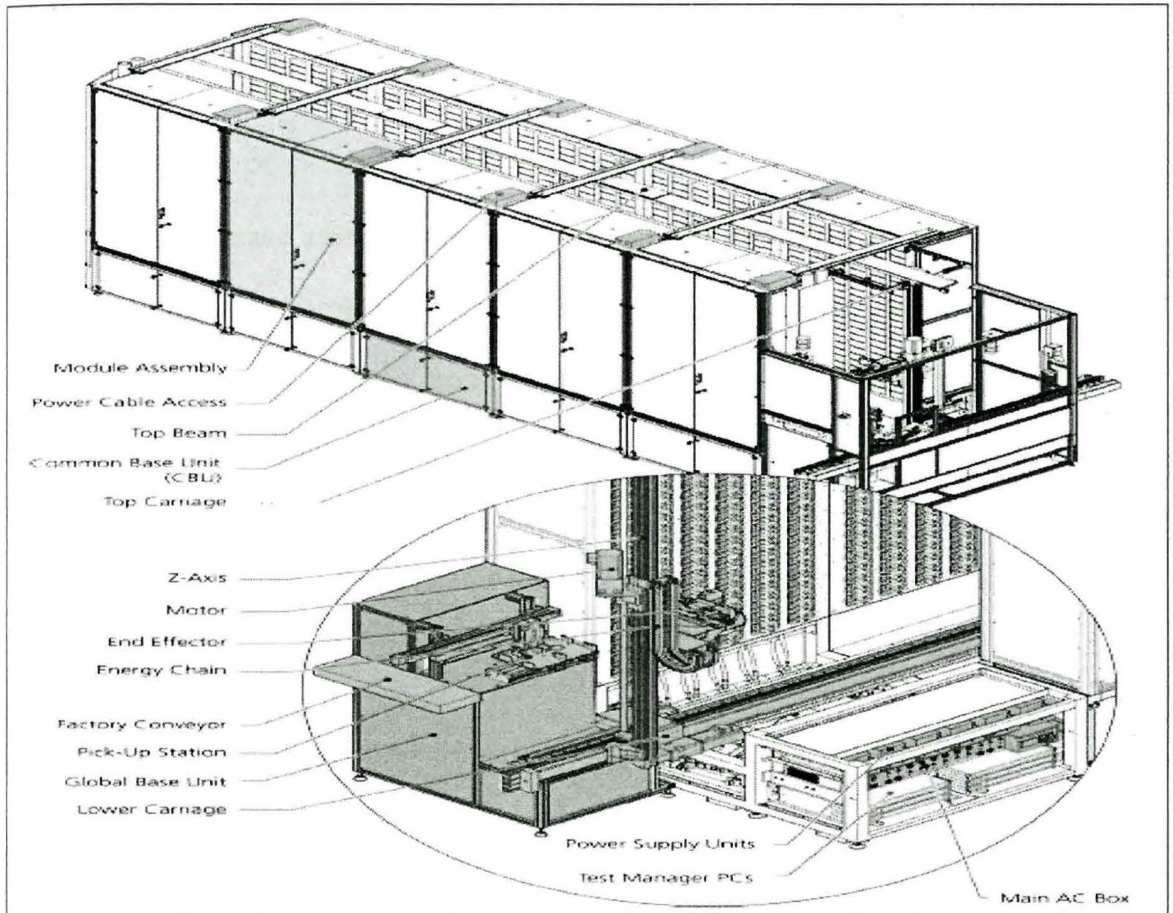 Module Assembly
Power Cable Access
Top Beam
Common Base Unit
(CBU)
Top Carriage
Z-Axis
Motor
End Effector
Energy Chain
Factory Conveyor
Pick-Up Station
Global Base Unit
Lower Carriage
Power Supply Units
Test Manager PCs
Main AC Box